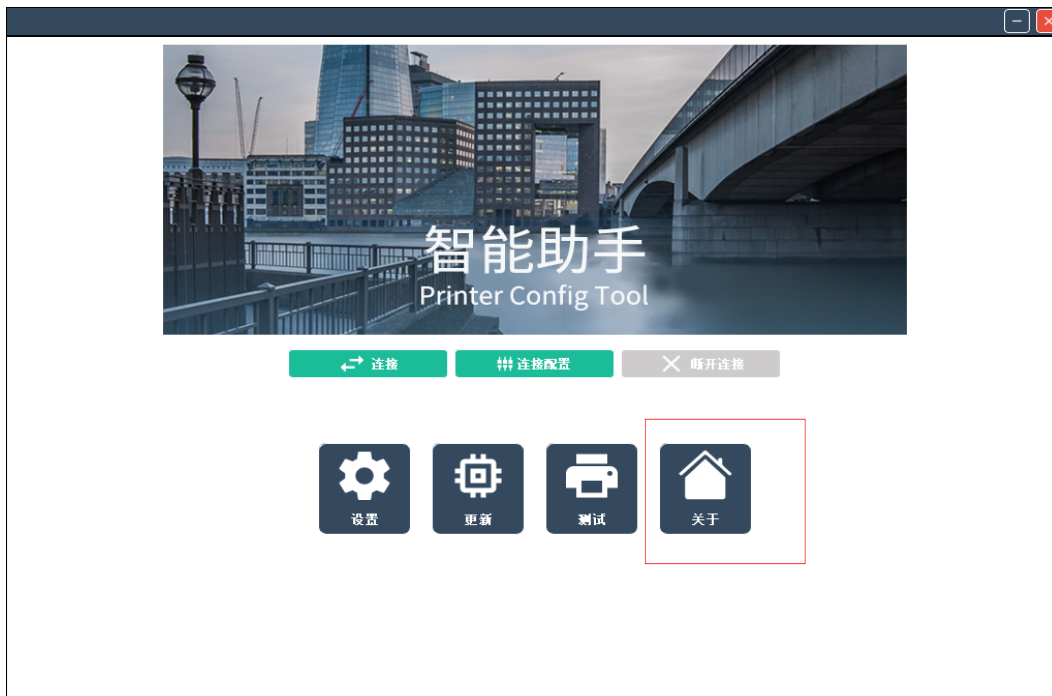 智能助手
Printer Config Tool
连接
连接配置
断开连接
设置
更新
测试
关于